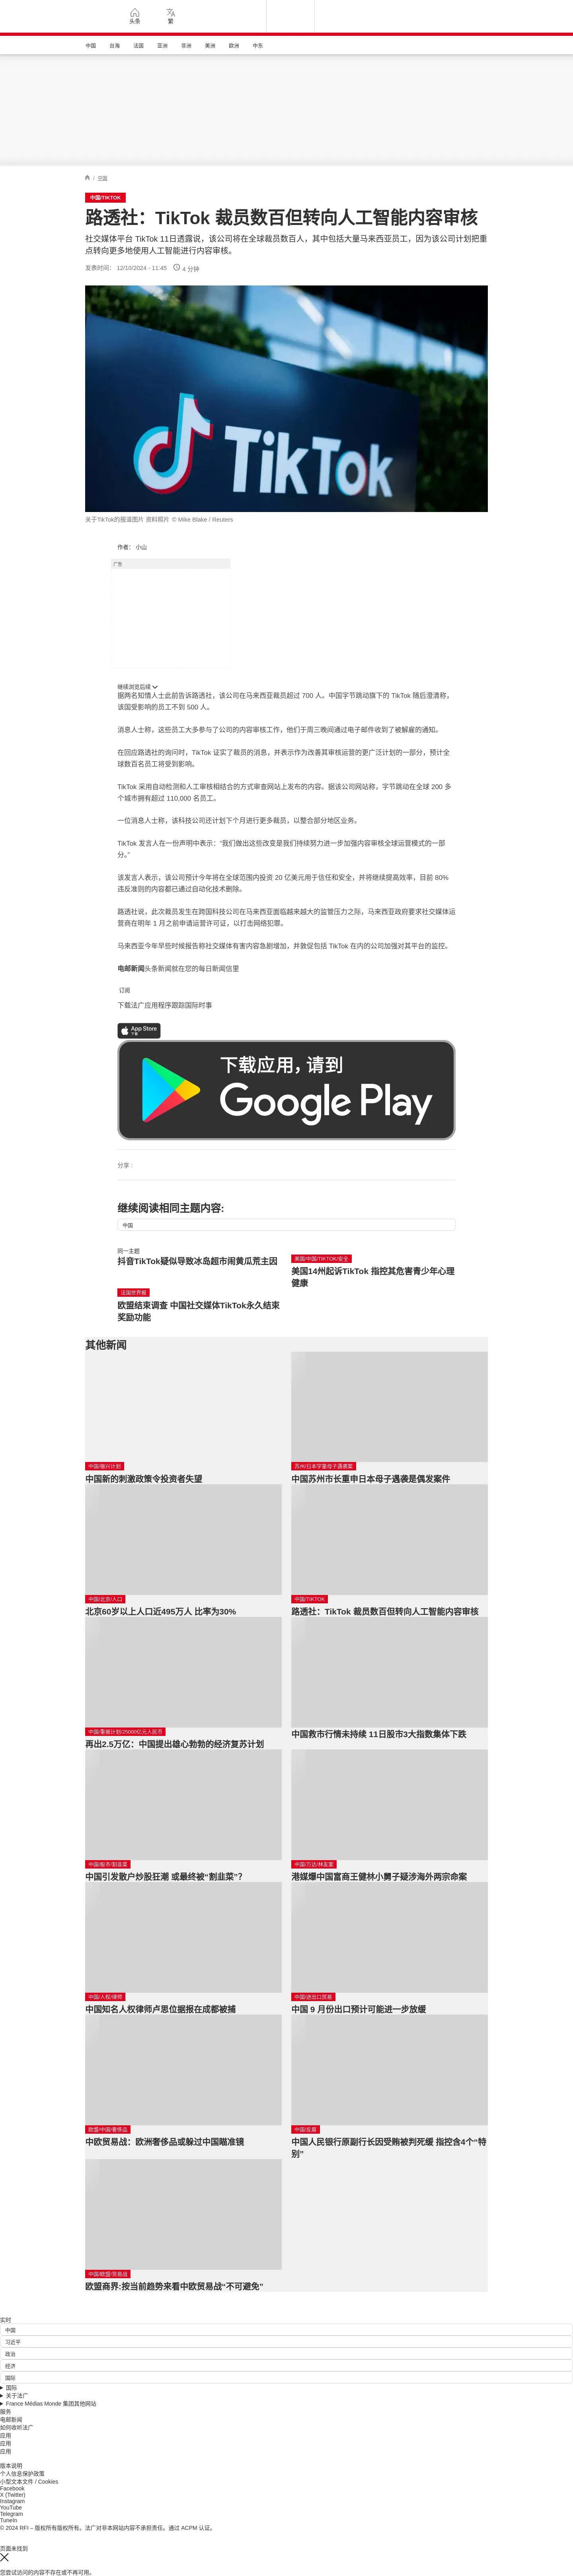 头条
繁
中国 台海 法国 亚洲 非洲 美洲 欧洲 中东
/ 中国
中国/TIKTOK
路透社：TikTok 裁员数百但转向人工智能内容审核
社交媒体平台 TikTok 11日透露说，该公司将在全球裁员数百人，其中包括大量马来西亚员工，因为该公司计划把重
点转向更多地使用人工智能进行内容审核。
发表时间： 12/10/2024 - 11:45 4 分钟
TikTok
关于TikTok的报道图片 资料照片 © Mike Blake / Reuters
作者： 小山
广告
继续浏览后续
据两名知情人士此前告诉路透社，该公司在马来西亚裁员超过 700 人。中国字节跳动旗下的 TikTok 随后澄清称，
该国受影响的员工不到 500 人。
消息人士称，这些员工大多参与了公司的内容审核工作，他们于周三晚间通过电子邮件收到了被解雇的通知。
在回应路透社的询问时，TikTok 证实了裁员的消息，并表示作为改善其审核运营的更广泛计划的一部分，预计全
球数百名员工将受到影响。
TikTok 采用自动检测和人工审核相结合的方式审查网站上发布的内容。据该公司网站称，字节跳动在全球 200 多
个城市拥有超过 110,000 名员工。
一位消息人士称，该科技公司还计划下个月进行更多裁员，以整合部分地区业务。
TikTok 发言人在一份声明中表示："我们做出这些改变是我们持续努力进一步加强内容审核全球运营模式的一部
分。"
该发言人表示，该公司预计今年将在全球范围内投资 20 亿美元用于信任和安全，并将继续提高效率，目前 80%
违反准则的内容都已通过自动化技术删除。
路透社说，此次裁员发生在跨国科技公司在马来西亚面临越来越大的监管压力之际，马来西亚政府要求社交媒体运
营商在明年 1 月之前申请运营许可证，以打击网络犯罪。
马来西亚今年早些时候报告称社交媒体有害内容急剧增加，并敦促包括 TikTok 在内的公司加强对其平台的监控。
电邮新闻头条新闻就在您的每日新闻信里
订阅
下载法广应用程序跟踪国际时事
App Store
下载
下载应用，请到
Google Play
分享 :
继续阅读相同主题内容:
中国
同一主题
抖音TikTok疑似导致冰岛超市闹黄瓜荒主因
美国/中国/TIKTOK/安全
美国14州起诉TikTok 指控其危害青少年心理
健康
法国世界报
欧盟结束调查 中国社交媒体TikTok永久结束
奖励功能
其他新闻
中国/振兴计划
中国新的刺激政策令投资者失望
苏州/日本学童母子遇袭案
中国苏州市长重申日本母子遇袭是偶发案件
中国/北京/人口
北京60岁以上人口近495万人 比率为30%
中国/TIKTOK
路透社：TikTok 裁员数百但转向人工智能内容审核
中国/重振计划/25000亿元人民币
再出2.5万亿：中国提出雄心勃勃的经济复苏计划
中国救市行情未持续 11日股市3大指数集体下跌
中国/股市/割韭菜
中国引发散户炒股狂潮 或最终被“割韭菜”?
中国/万达/林友案
港媒爆中国富商王健林小舅子疑涉海外两宗命案
中国/人权/律师
中国知名人权律师卢思位据报在成都被捕
中国/进出口贸易
中国 9 月份出口预计可能进一步放缓
欧盟/中国/奢侈品
中欧贸易战：欧洲奢侈品或躲过中国瞄准镜
中国/反腐
中国人民银行原副行长因受贿被判死缓 指控含4个“特
别”
中国/欧盟/贸易战
欧盟商界:按当前趋势来看中欧贸易战“不可避免”
实时
中国
习近平
政治
经济
国际
国际
关于法广
France Médias Monde 集团其他网站
服务
电邮新闻
如何收听法广
应用
应用
应用
版本说明
个人信息保护政策
小型文本文件 / Cookies
Facebook
X (Twitter)
Instagram
YouTube
Telegram
TuneIn
© 2024 RFI – 版权所有版权所有。法广对非本网站内容不承担责任。通过 ACPM 认证。
页面未找到
您尝试访问的内容不存在或不再可用。